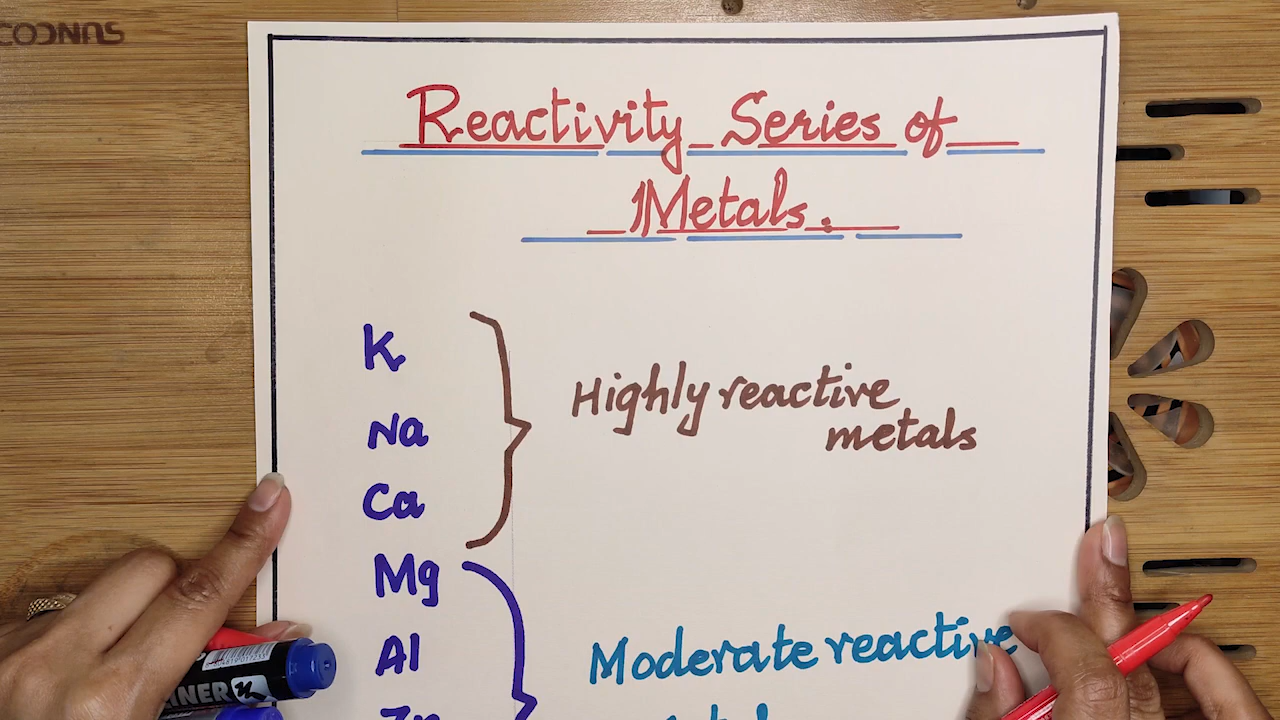 Reactivity Series of
Metals.
K
Na
Ca
Highly reactive
metals
Mg
Al
Moderate reactive